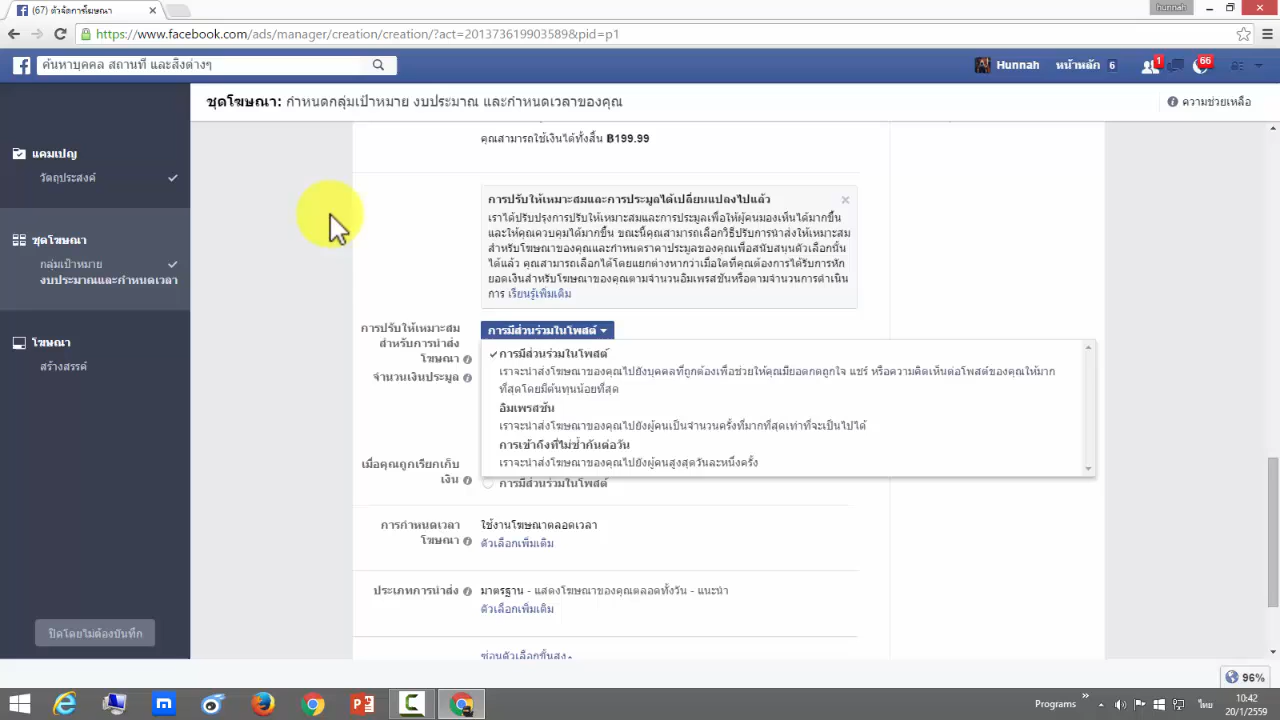 (67) ตัวจัดการโฆษณา
hunnah
https://www.facebook.com/ads/manager/creation/creation/?act=2013736199035898&pid=p1
ค้นหาบุคคล สถานที่ และสิ่งต่างๆ
Hunnah
หน้าหลัก 6
1
66
ชุดโฆษณา: กำหนดกลุ่มเป้าหมาย งบประมาณ และกำหนดเวลาของคุณ
ความช่วยเหลือ
แคมเปญ
วัตถุประสงค์
ชุดโฆษณา
กลุ่มเป้าหมาย
งบประมาณและกำหนดเวลา
โฆษณา
สร้างสรรค์
ปิดโดยไม่ต้องบันทึก
คุณสามารถใช้เงินได้ทั้งสิ้น ฿199.99
การปรับให้เหมาะสมและการประมูลได้เปลี่ยนแปลงไปแล้ว
เราได้ปรับปรุงการปรับให้เหมาะสมและการประมูลเพื่อให้ผู้คนมองเห็นได้มากขึ้น
และให้คุณควบคุมได้มากขึ้น ขณะนี้คุณสามารถเลือกวิธีปรับการนำส่งให้เหมาะสม
สำหรับโฆษณาของคุณและกำหนดราคาประมูลของคุณเพื่อสนับสนุนตัวเลือกนั้น
ได้แล้ว คุณสามารถเลือกได้โดยแยกต่างหากว่าเมื่อใดที่คุณต้องการได้รับการหัก
ยอดเงินสำหรับโฆษณาของคุณตามจำนวนอิมเพรสชันหรือตามจำนวนการดำเนิน
การ เรียนรู้เพิ่มเติม
การปรับให้เหมาะสม
สำหรับการนำส่ง
โฆษณา
การมีส่วนร่วมในโพสต์
จำนวนเงินประมูล
การมีส่วนร่วมในโพสต์
เราจะนำส่งโฆษณาของคุณไปยังบุคคลที่ถูกต้องเพื่อช่วยให้คุณมียอดกดถูกใจ แชร์ หรือความคิดเห็นต่อโพสต์ของคุณให้มาก
ที่สุดโดยมีต้นทุนน้อยที่สุด
อิมเพรสชัน
เราจะนำส่งโฆษณาของคุณไปยังผู้คนเป็นจำนวนครั้งที่มากที่สุดเท่าที่จะเป็นไปได้
การเข้าถึงที่ไม่ซ้ำกันต่อวัน
เราจะนำส่งโฆษณาของคุณไปยังผู้คนสูงสุดวันละหนึ่งครั้ง
เมื่อคุณถูกเรียกเก็บ
เงิน
การมีส่วนร่วมในโพสต์
การกำหนดเวลา
โฆษณา
ใช้งานโฆษณาตลอดเวลา
ตัวเลือกเพิ่มเติม
ประเภทการนำส่ง
มาตรฐาน - แสดงโฆษณาของคุณตลอดทั้งวัน - แนะนำ
ตัวเลือกเพิ่มเติม
ซ่อนตัวเลือกขั้นสูง
96%
Programs
ไทย
10:42
20/1/2559